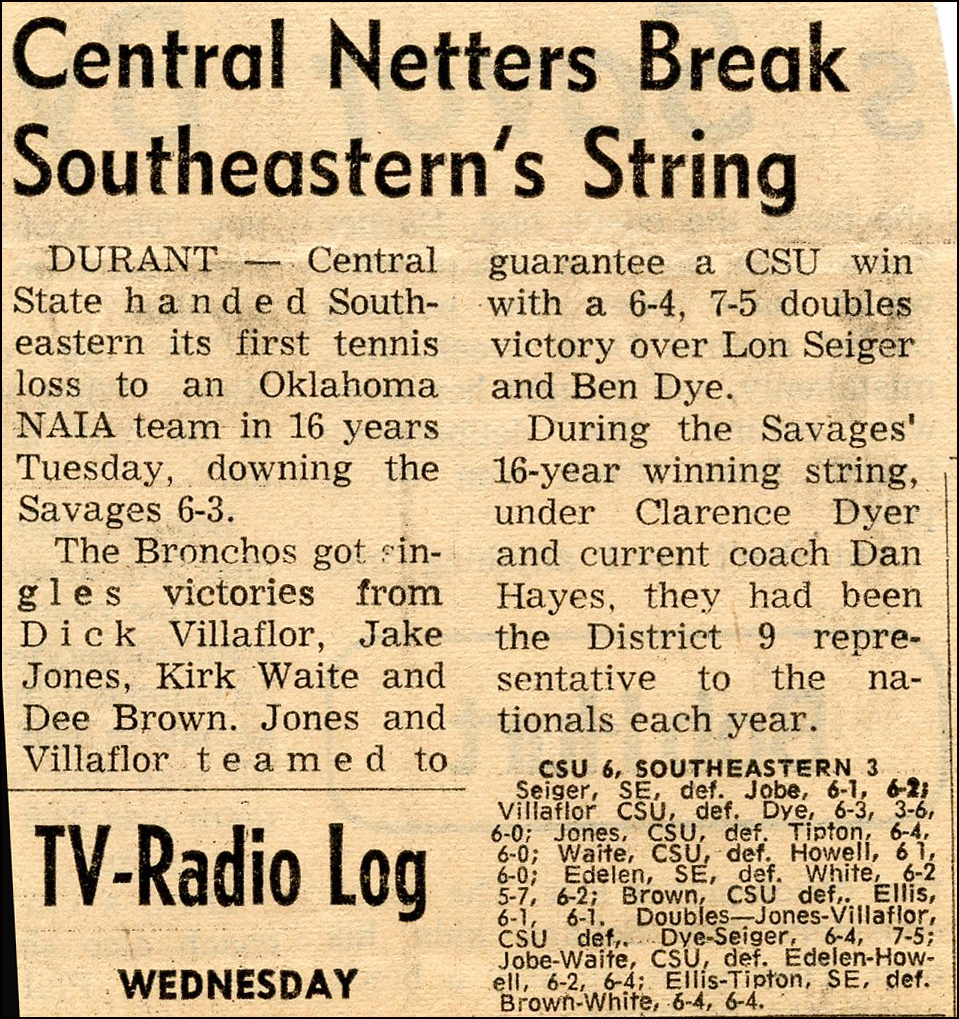 Central Netters Break
Southeastern's String
DURANT — Central
State handed South-
eastern its first tennis
loss to an Oklahoma
NAIA team in 16 years
Tuesday, downing the
Savages 6-3.
The Bronchos got sin-
gles victories from
Dick Villaflor, Jake
Jones, Kirk Waite and
Dee Brown. Jones and
Villaflor teamed to
guarantee a CSU win
with a 6-4, 7-5 doubles
victory over Lon Seiger
and Ben Dye.
During the Savages'
16-year winning string,
under Clarence Dyer
and current coach Dan
Hayes, they had been
the District 9 repre-
sentative to the na-
tionals each year.
CSU 6, SOUTHEASTERN 3
Seiger, SE, def. Jobe, 6-1, 6-2;
Villaflor CSU, def. Dye, 6-3, 3-6,
6-0; Jones, CSU, def. Tipton, 6-4,
6-0; Waite, CSU, def. Howell, 6 1,
6-0; Edelen, SE, def. White, 6-2
5-7, 6-2; Brown, CSU def,. Ellis,
6-1, 6-1. Doubles—Jones-Villaflor,
CSU def,. Dye-Seiger, 6-4, 7-5;
Jobe-Waite, CSU, def. Edelen-How-
ell, 6-2, 6-4; Ellis-Tipton, SE, def.
Brown-White, 6-4, 6-4.
TV-Radio Log
WEDNESDAY